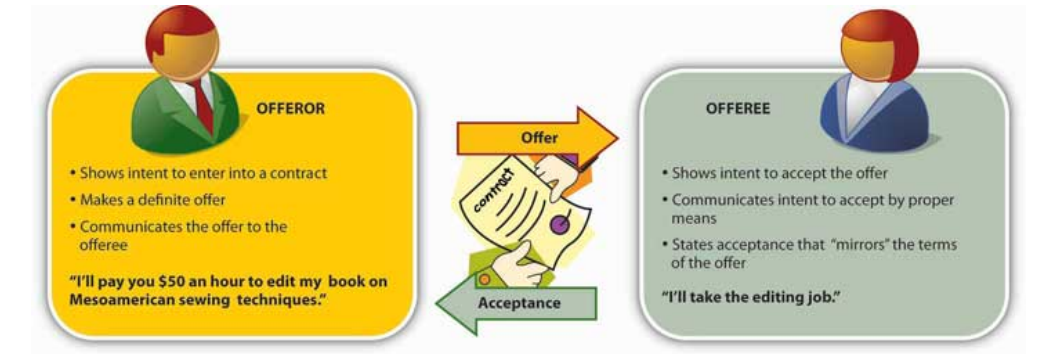 OFFEROR
• Shows intent to enter into a contract
• Makes a definite offer
• Communicates the offer to the
offeree
"I'll pay you $50 an hour to edit my book on
Mesoamerican sewing techniques."
Offer
contract
Acceptance
OFFEREE
• Shows intent to accept the offer
• Communicates intent to accept by proper
means
• States acceptance that "mirrors" the terms
of the offer
"I'll take the editing job."